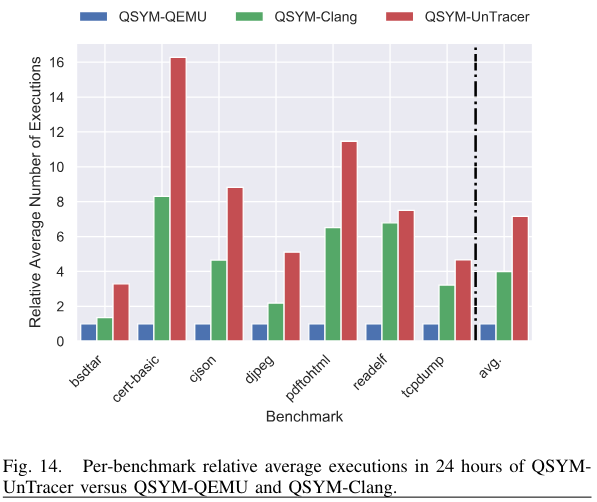 QSYM-QEMU QSYM-Clang QSYM-UnTracer
Relative Average Number of Executions
16
14
12
10
8
6
4
2
0
bsdtar
cert-basic
cjson
djpeg
pdftohtml
readelf
tcpdump
avg.
Benchmark
Fig. 14. Per-benchmark relative average executions in 24 hours of QSYM-
UnTracer versus QSYM-QEMU and QSYM-Clang.